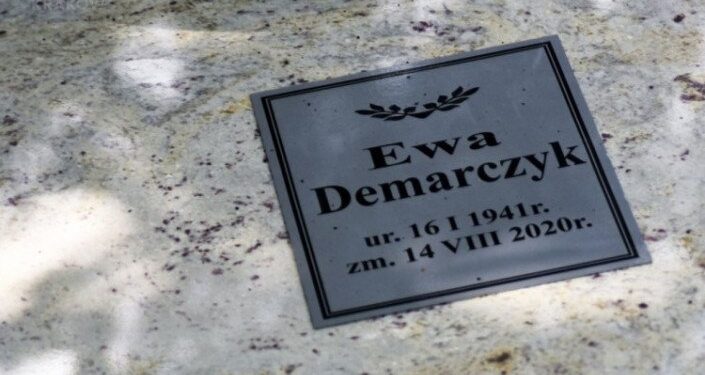 Ewa
Demarczyk
ur. 16 I 1941r.
zm. 14 VIII 2020r.